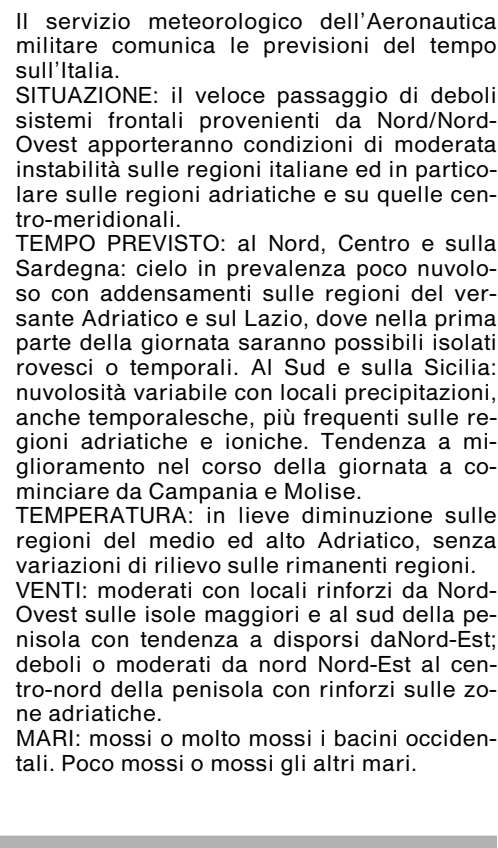 Il servizio meteorologico dell'Aeronautica
militare comunica le previsioni del tempo
sull'Italia.
SITUAZIONE: il veloce passaggio di deboli
sistemi frontali provenienti da Nord/Nord-
Ovest apporteranno condizioni di moderata
instabilità sulle regioni italiane ed in partico-
lare sulle regioni adriatiche e su quelle cen-
tro-meridionali.
TEMPO PREVISTO: al Nord, Centro e sulla
Sardegna: cielo in prevalenza poco nuvolo-
so con addensamenti sulle regioni del ver-
sante Adriatico e sul Lazio, dove nella prima
parte della giornata saranno possibili isolati
rovesci o temporali. Al Sud e sulla Sicilia:
nuvolosità variabile con locali precipitazioni,
anche temporalesche, più frequenti sulle re-
gioni adriatiche e ioniche. Tendenza a mi-
glioramento nel corso della giornata a co-
minciare da Campania e Molise.
TEMPERATURA: in lieve diminuzione sulle
regioni del medio ed alto Adriatico, senza
variazioni di rilievo sulle rimanenti regioni.
VENTI: moderati con locali rinforzi da Nord-
Ovest sulle isole maggiori e al sud della pe-
nisola con tendenza a disporsi daNord-Est;
deboli o moderati da nord Nord-Est al cen-
tro-nord della penisola con rinforzi sulle zo-
ne adriatiche.
MARI: mossi o molto mossi i bacini occiden-
tali. Poco mossi o mossi gli altri mari.